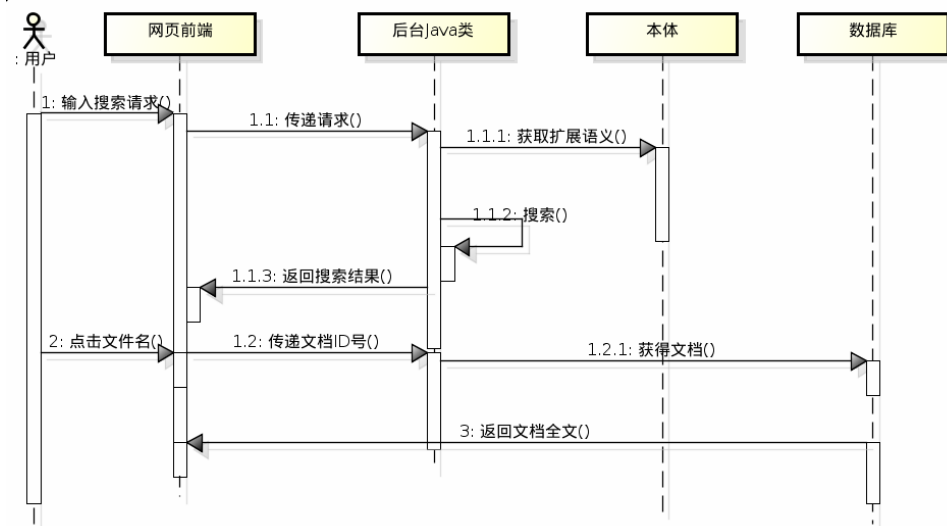 网页前端
后台Java类
本体
数据库
: 用户
1: 输入搜索请求()
1.1: 传递请求()
1.1.1: 获取扩展语义()
1.1.2: 搜索()
1.1.3: 返回搜索结果()
2: 点击文件名()
1.2: 传递文档ID号()
1.2.1: 获得文档()
3: 返回文档全文()